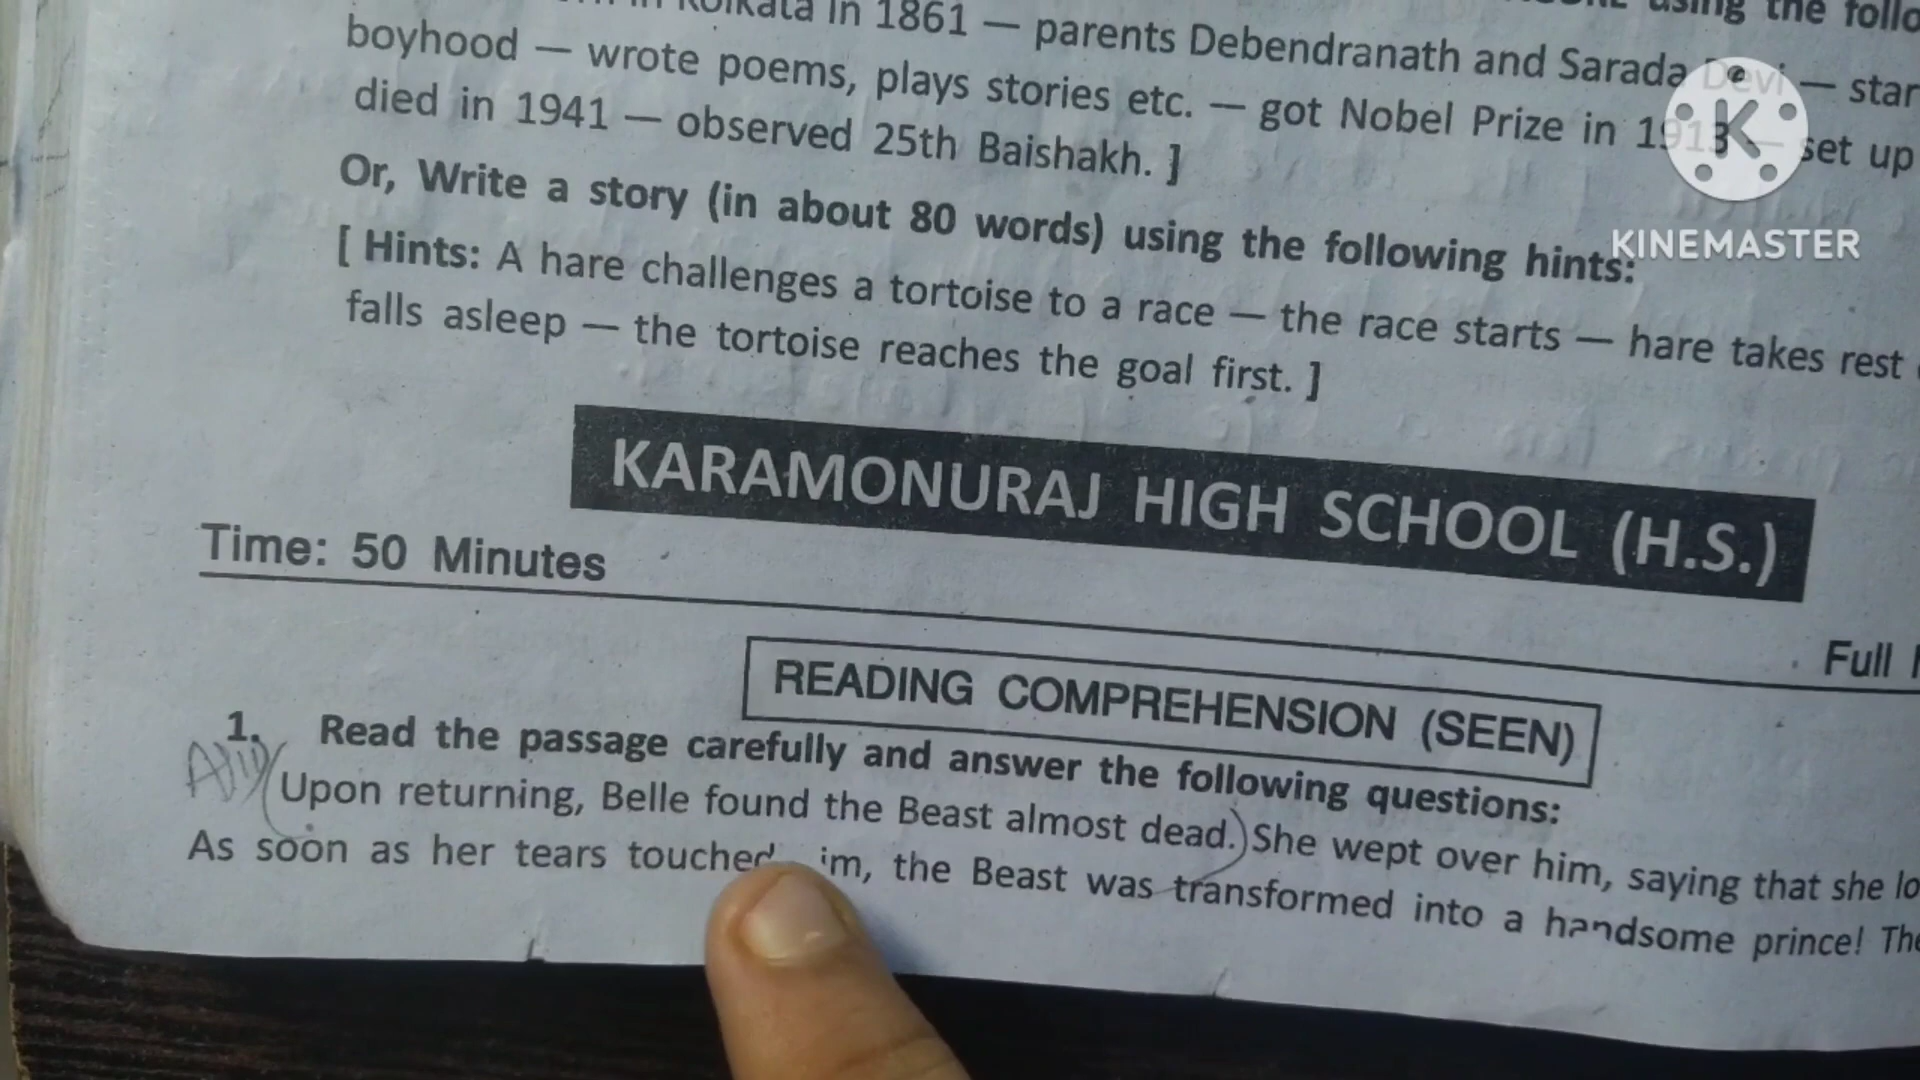 in Kolkata in 1861 — parents Debendranath and Sarada Devi — star
using the follo
boyhood — wrote poems, plays stories etc. — got Nobel Prize in 1913 — set up
died in 1941 — observed 25th Baishakh. ]
Or, Write a story (in about 80 words) using the following hints:
[ Hints: A hare challenges a tortoise to a race — the race starts — hare takes rest
falls asleep — the tortoise reaches the goal first. ]
KINEMASTER
KARAMONURAJ HIGH SCHOOL (H.S.)
Time: 50 Minutes
Full
READING COMPREHENSION (SEEN)
1. Read the passage carefully and answer the following questions:
Upon returning, Belle found the Beast almost dead. She wept over him, saying that she lo
As soon as her tears touched im, the Beast was transformed into a handsome prince! The